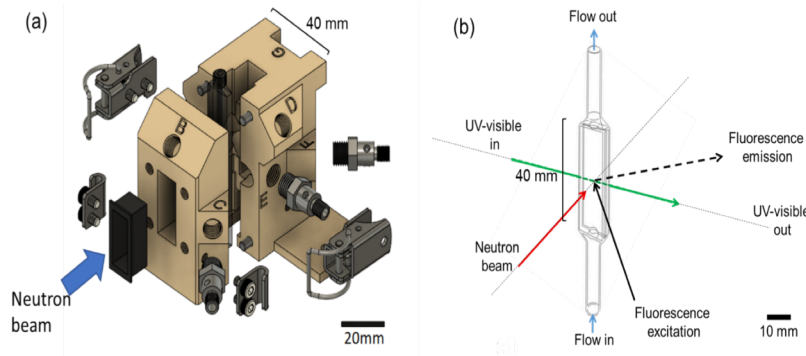 (a)
40 mm
G
D
B
F
E
C
Neutron
beam
20mm
(b)
Flow out
UV-visible
in
Fluorescence
emission
40 mm
UV-visible
out
Neutron
beam
Fluorescence
excitation
Flow in
10 mm